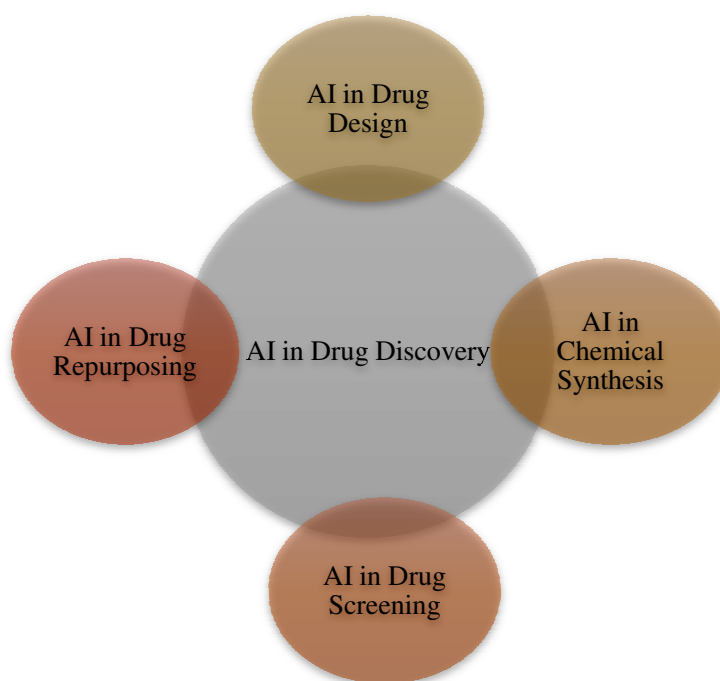 AI in Drug
Design
AI in Drug
Repurposing
AI in Drug Discovery
AI in
Chemical
Synthesis
AI in Drug
Screening